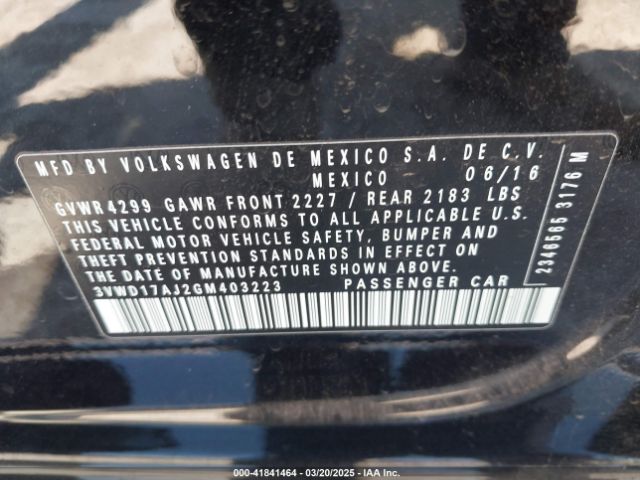 MFD BY VOLKSWAGEN DE MEXICO S.A. DE C.V.
MEXICO 06/16
GVWR 4299 GAWR FRONT 2227 / REAR 2183 LBS
THIS VEHICLE CONFORMS TO ALL APPLICABLE U.S.
FEDERAL MOTOR VEHICLE SAFETY, BUMPER AND
THEFT PREVENTION STANDARDS IN EFFECT ON
THE DATE OF MANUFACTURE SHOWN ABOVE.
3VWD17AJ2GM403223 PASSENGER CAR
2346565 3176 M
000-41841464 - 03/20/2025 - IAA Inc.